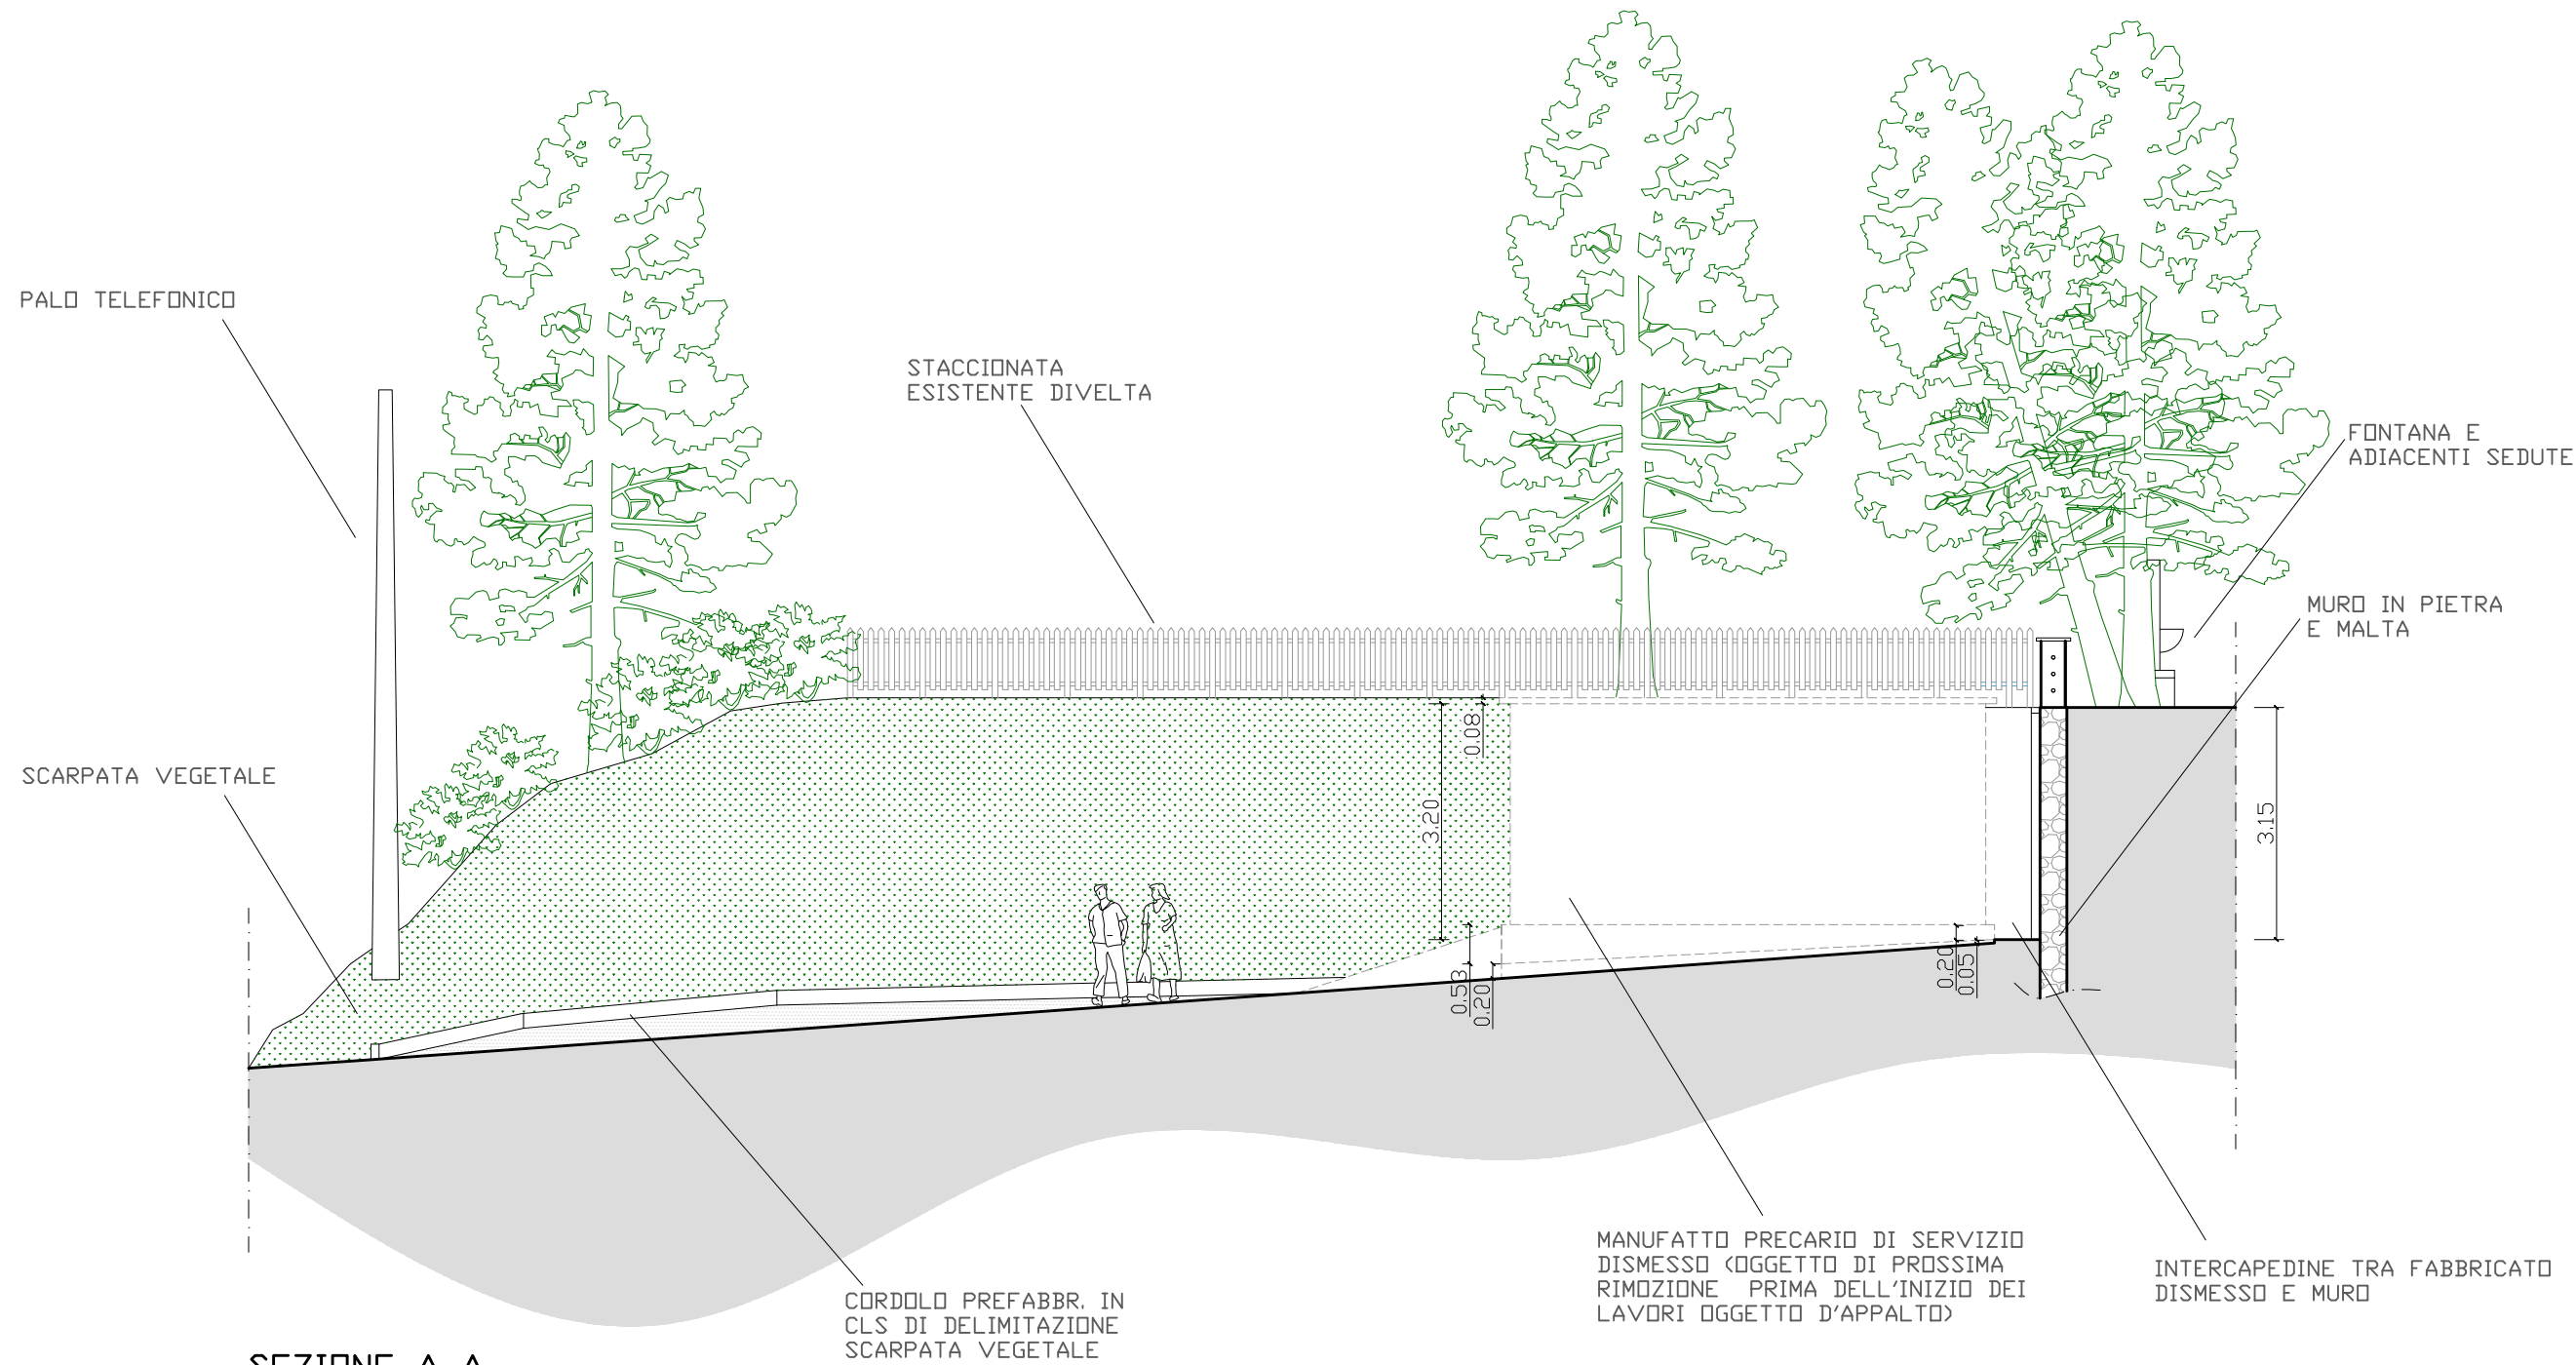 PALO TELEFONICO
STACCIONATA
ESISTENTE DIVELTA
FONTANA E
ADIACENTI SEDUTE
MURO IN PIETRA
E MALTA
SCARPATA VEGETALE
0.08
3.20
3.15
0.53
0.20
0.20
0.05
MANUFATTO PRECARIO DI SERVIZIO
DISMESSO (OGGETTO DI PROSSIMA
RIMOZIONE PRIMA DELL'INIZIO DEI
LAVORI OGGETTO D'APPALTO)
INTERCAPEDINE TRA FABBRICATO
DISMESSO E MURO
CORDOLO PREFABBR. IN
CLS DI DELIMITAZIONE
SCARPATA VEGETALE
SEZIONE A-A